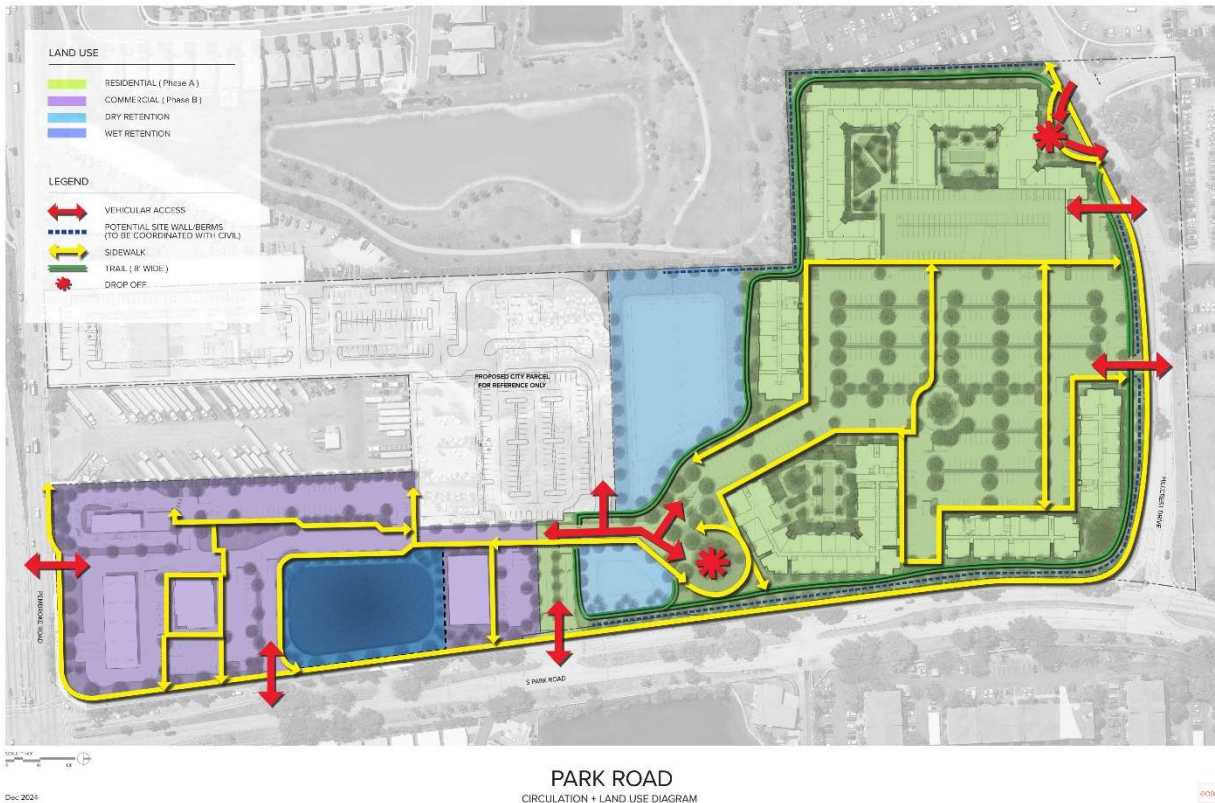 LAND USE
RESIDENTIAL ( Phase A )
COMMERCIAL ( Phase B )
DRY RETENTION
WET RETENTION
LEGEND
VEHICULAR ACCESS
POTENTIAL SITE WALL/BERMS
(TO BE COORDINATED WITH CIVIL)
SIDEWALK
TRAIL ( 8' WIDE )
DROP OFF
PROPOSED CITY PARCEL
FOR REFERENCE ONLY
HILLCREST DRIVE
PEMBROKE ROAD
S PARK ROAD
PARK ROAD
CIRCULATION + LAND USE DIAGRAM
Dec 2024